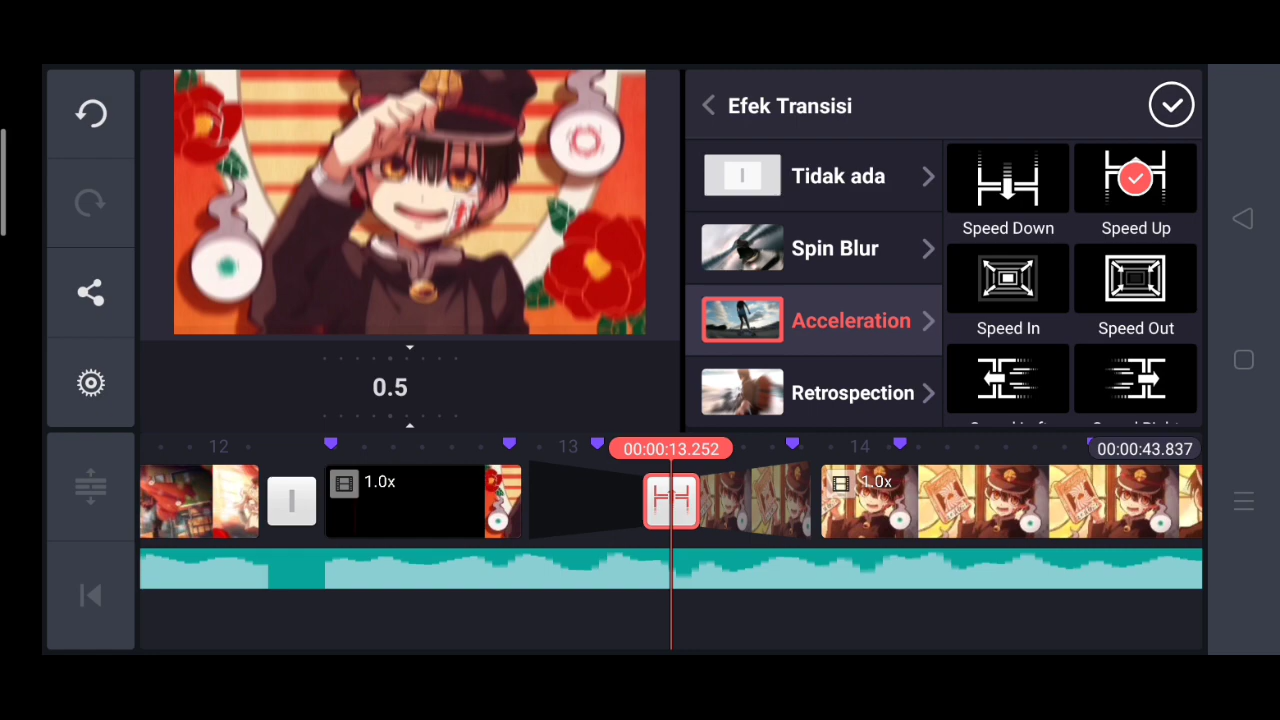 Efek Transisi
Tidak ada
Spin Blur
Acceleration
Retrospection
Speed Down
Speed Up
Speed In
Speed Out
0.5
12
13
00:00:13.252
14
00:00:43.837
1.0x
1.0x